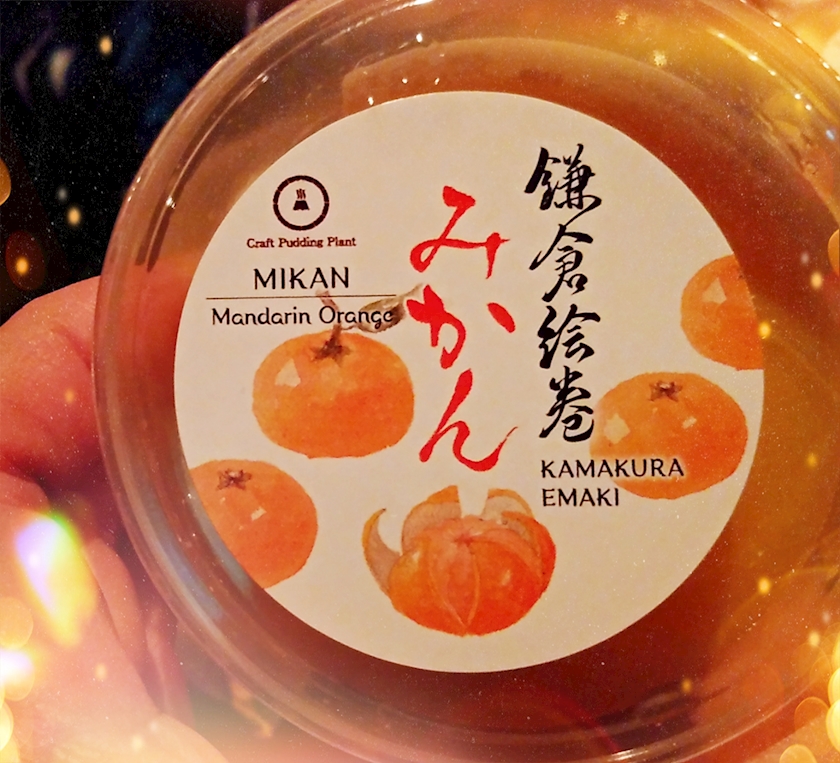 鎌倉絵巻
KAMAKURA
EMAKI
みかん
Craft Pudding Plant
MIKAN
Mandarin Orange